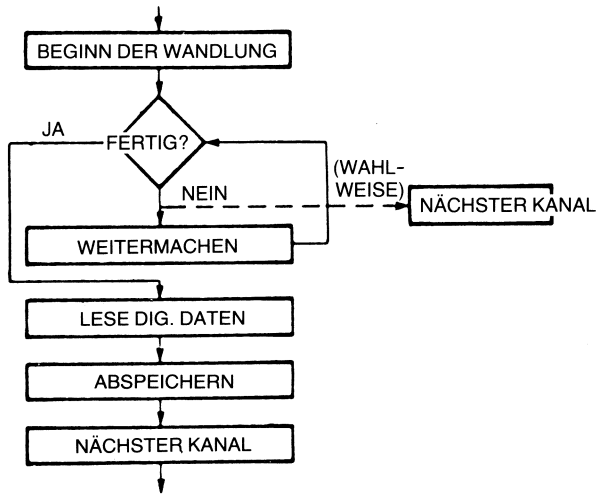 BEGINN DER WANDLUNG
JA
FERTIG?
(WAHL-
WEISE)
NEIN
NÄCHSTER KANAL
WEITERMACHEN
LESE DIG. DATEN
ABSPEICHERN
NÄCHSTER KANAL